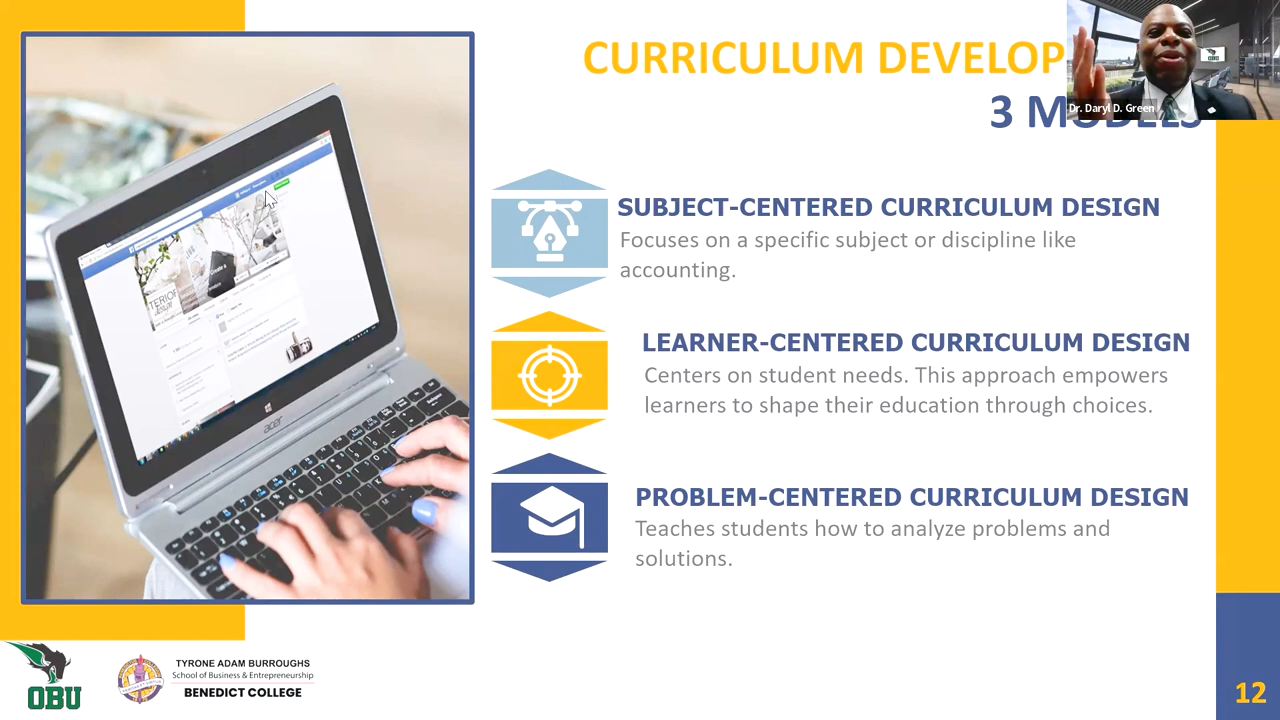 CURRICULUM DEVELOP
Dr. Daryl D. Green
OBU
3 MODELS
SUBJECT-CENTERED CURRICULUM DESIGN
Focuses on a specific subject or discipline like
accounting.
LEARNER-CENTERED CURRICULUM DESIGN
Centers on student needs. This approach empowers
learners to shape their education through choices.
PROBLEM-CENTERED CURRICULUM DESIGN
Teaches students how to analyze problems and
solutions.
acer
OBU
TYRONE ADAM BURROUGHS
School of Business & Entrepreneurship
BENEDICT COLLEGE
12